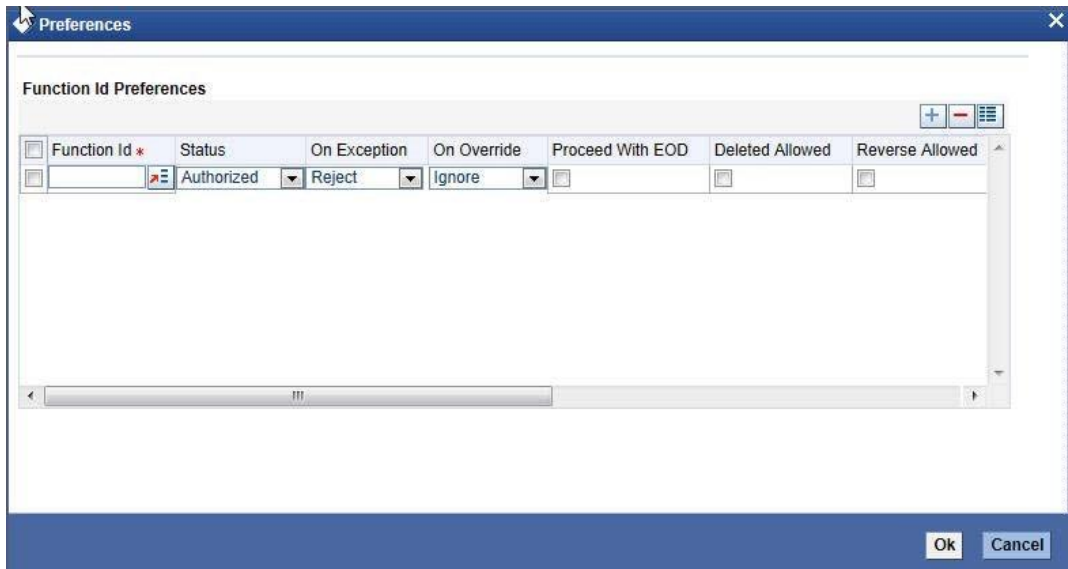 Preferences
Function Id Preferences
Function Id * Status On Exception On Override Proceed With EOD Deleted Allowed Reverse Allowed
Authorized Reject Ignore
Ok Cancel